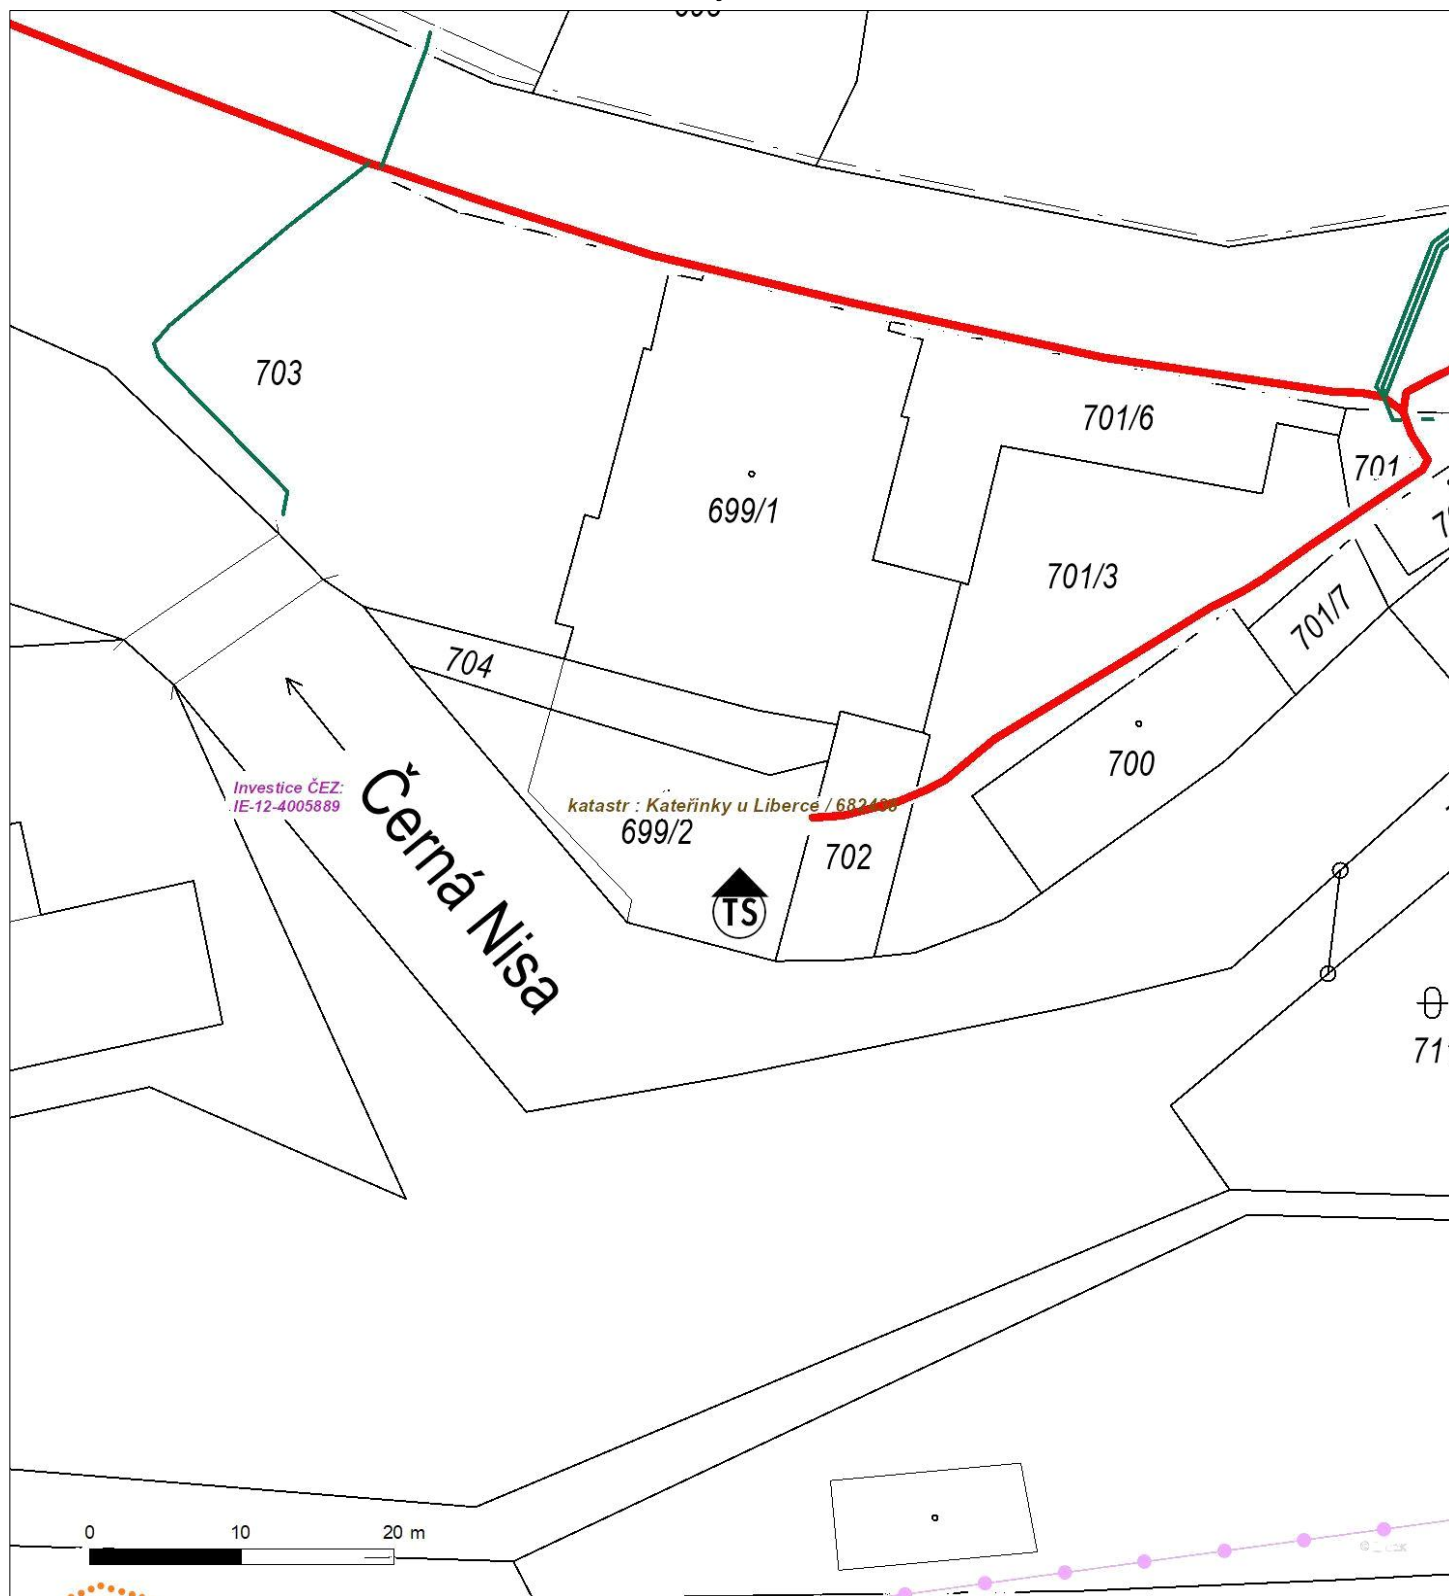 703
701/6
701
699/1
701/3
701/7
704
700
Investice ČEZ:
IE-12-4005889
katastr : Kateřinky u Liberce /
699/2
702
Černá Nisa
TS
0 10 20 m